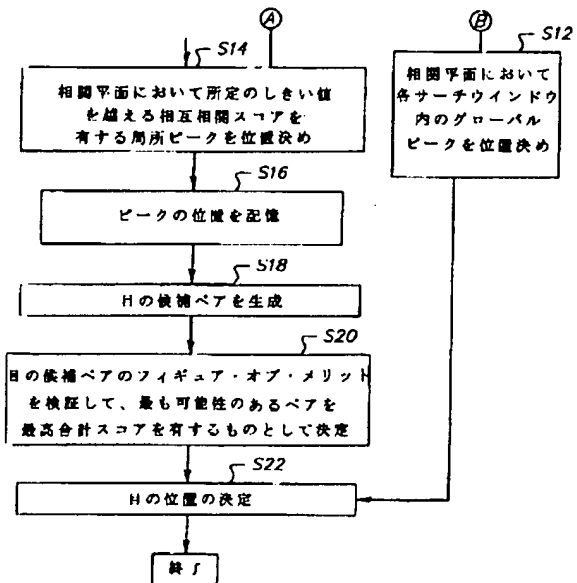 A
B
S14
S12
相関平面において所定のしきい値
を越える相互相関スコアを
有する局所ピークを位置決め
相関平面において
各サーチウインドウ
内のグローバル
ピークを位置決め
S16
ピークの位置を記憶
S18
Hの候補ペアを生成
S20
Hの候補ペアのフィギュア・オブ・メリット
を検証して、最も可能性のあるペアを
最高合計スコアを有するものとして決定
S22
Hの位置の決定
終了